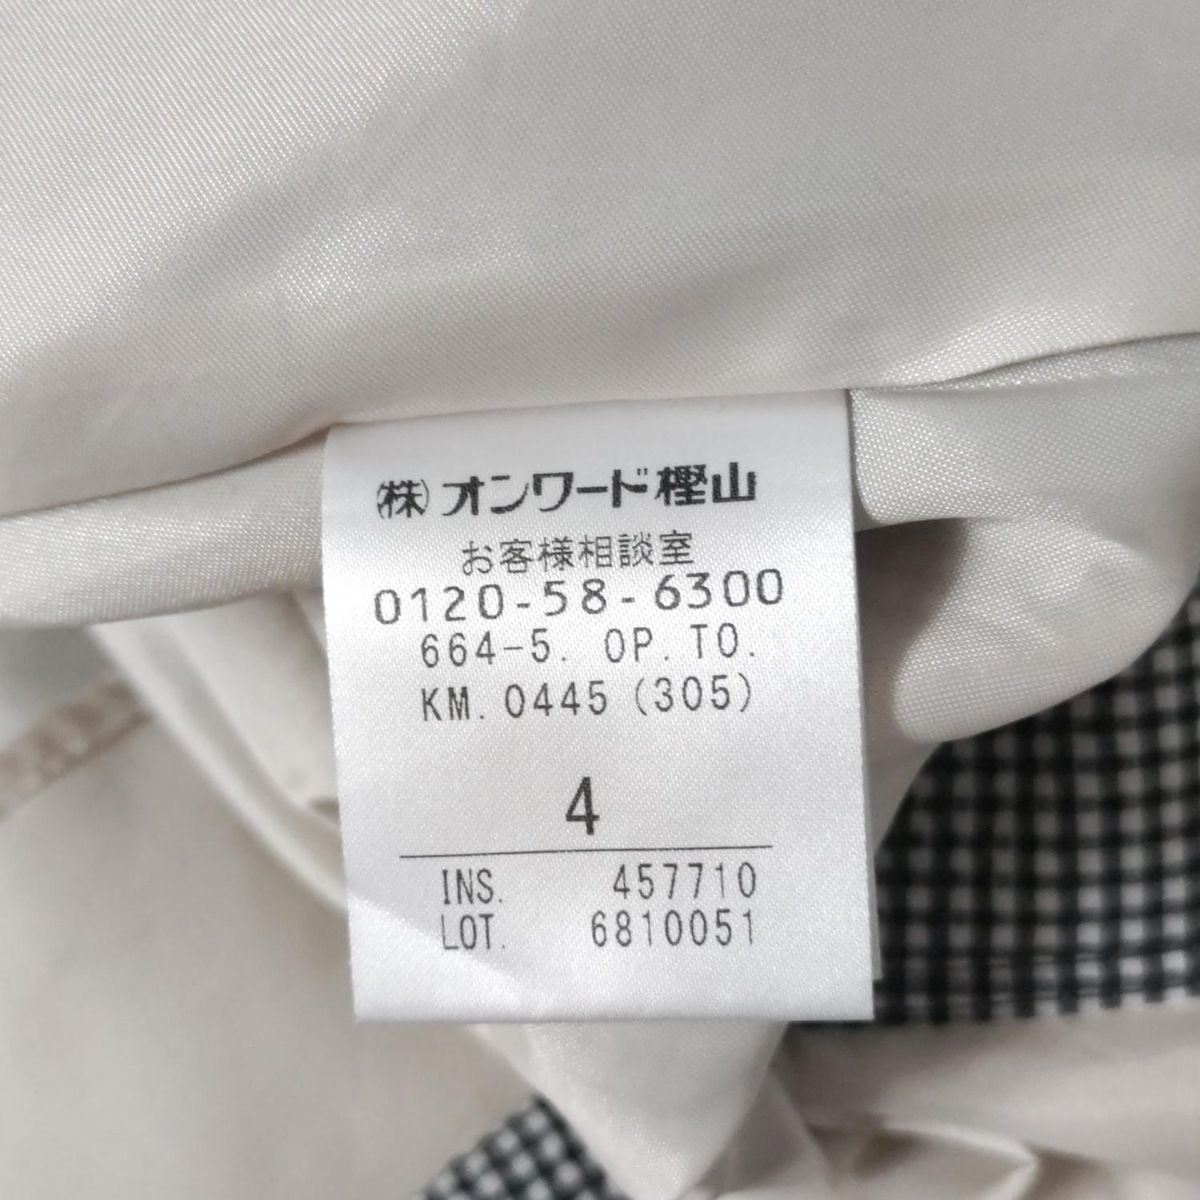 (株)オンワード樫山
お客様相談室
0120-58-6300
664-5. OP. TO.
KM. 0445 (305)
4
INS. 457710
LOT. 6810051